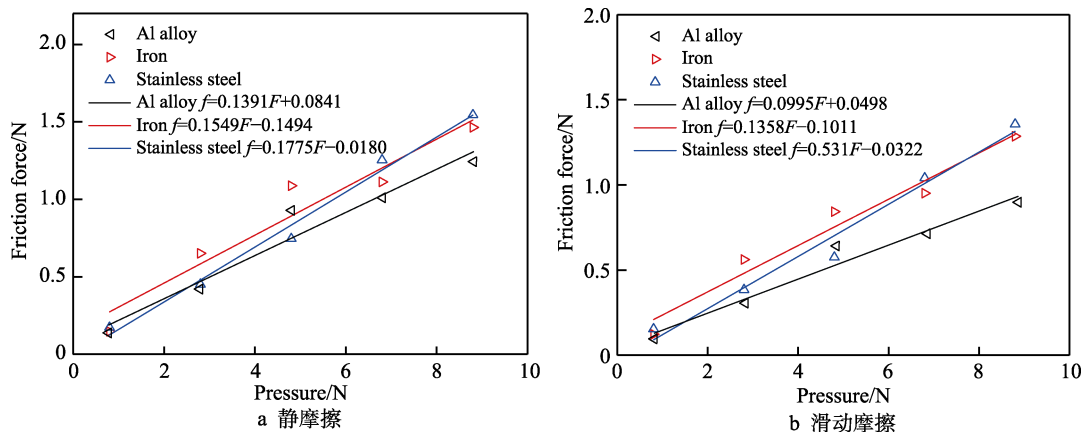 2.0
1.5
1.0
0.5
0
Friction force/N
Al alloy
Iron
Stainless steel
Al alloy f=0.1391F+0.0841
Iron f=0.1549F−0.1494
Stainless steel f=0.1775F−0.0180
0 2 4 6 8 10
Pressure/N
a 静摩擦
2.0
1.5
1.0
0.5
0
Friction force/N
Al alloy
Iron
Stainless steel
Al alloy f=0.0995F+0.0498
Iron f=0.1358F−0.1011
Stainless steel f=0.531F−0.0322
0 2 4 6 8 10
Pressure/N
b 滑动摩擦